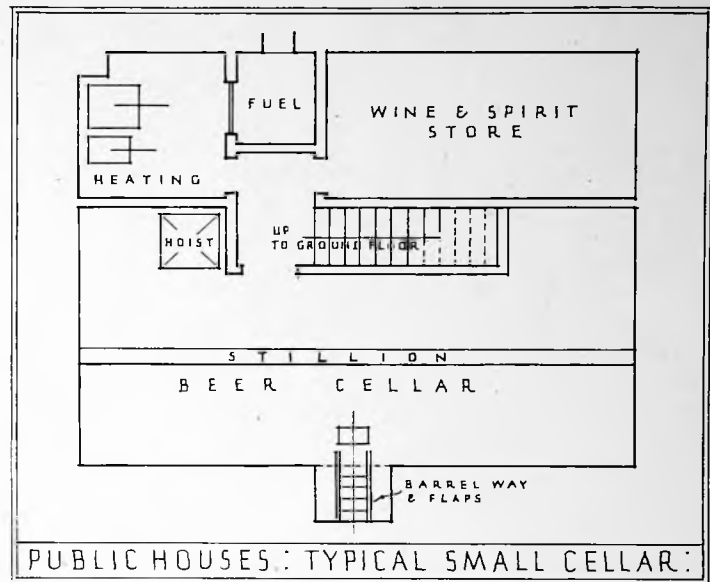 FUEL
WINE & SPIRIT
STORE
HEATING
HOIST
UP
TO GROUND FLOOR
STILLION
BEER CELLAR
BARREL WAY
& FLAPS
PUBLIC HOUSES: TYPICAL SMALL CELLAR: